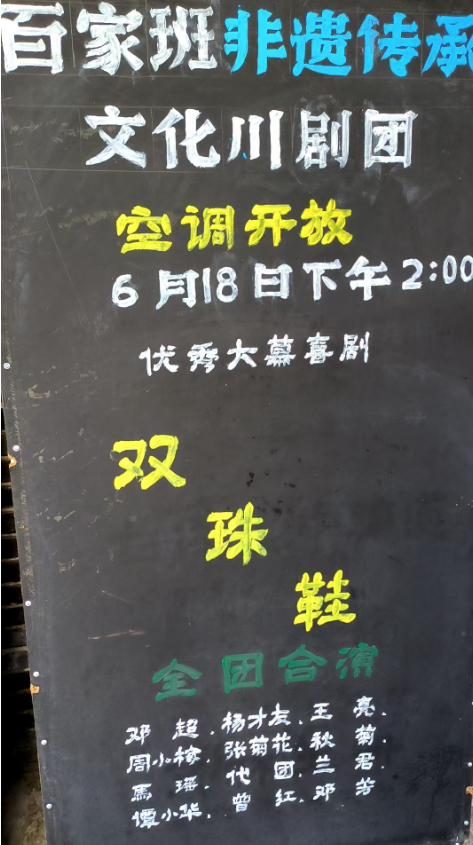 百家班非遗传承
文化川剧团
空调开放
6月18日下午2:00
优秀大幕喜剧
双
珠
鞋
全团合演
邓 超、杨才友、王 亮、
周小梅、张菊花、秋 菊、
馬 瑶、代 团、兰 君、
谭小华、曾 红、邓 芳